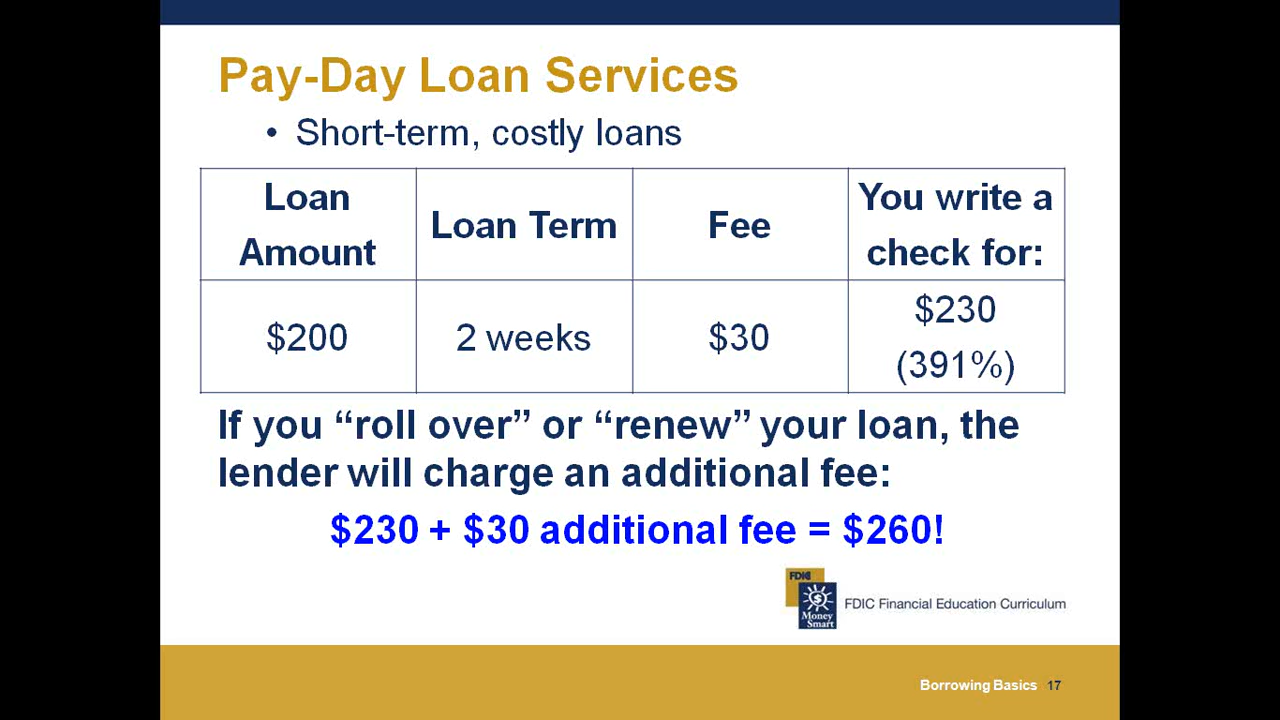 Pay-Day Loan Services
• Short-term, costly loans
Loan
Amount
Loan Term
Fee
You write a
check for:
$200
2 weeks
$30
$230
(391%)
If you “roll over” or “renew” your loan, the
lender will charge an additional fee:
$230 + $30 additional fee = $260!
FDIC
$
Money
Smart
FDIC Financial Education Curriculum
Borrowing Basics 17